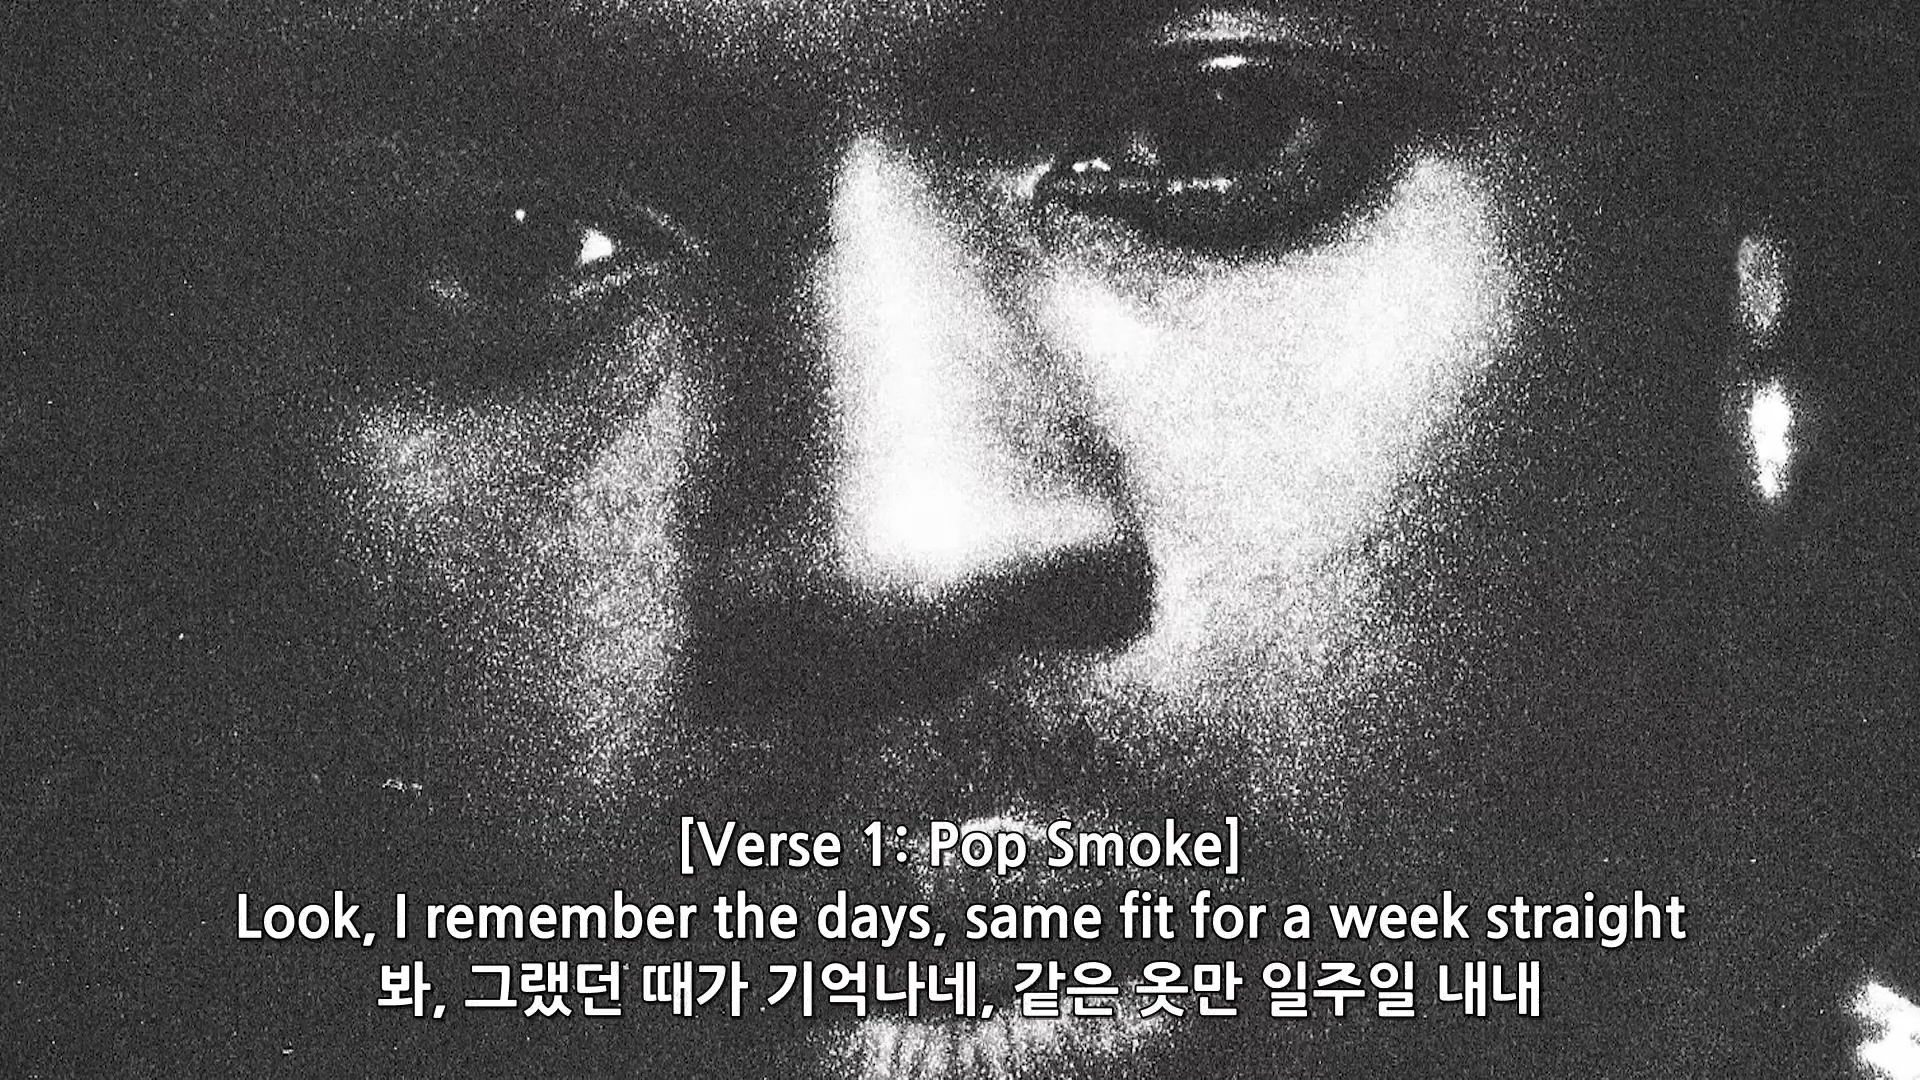 [Verse 1: Pop Smoke]
Look, I remember the days, same fit for a week straight
봐, 그랬던 때가 기억나네, 같은 옷만 일주일 내내